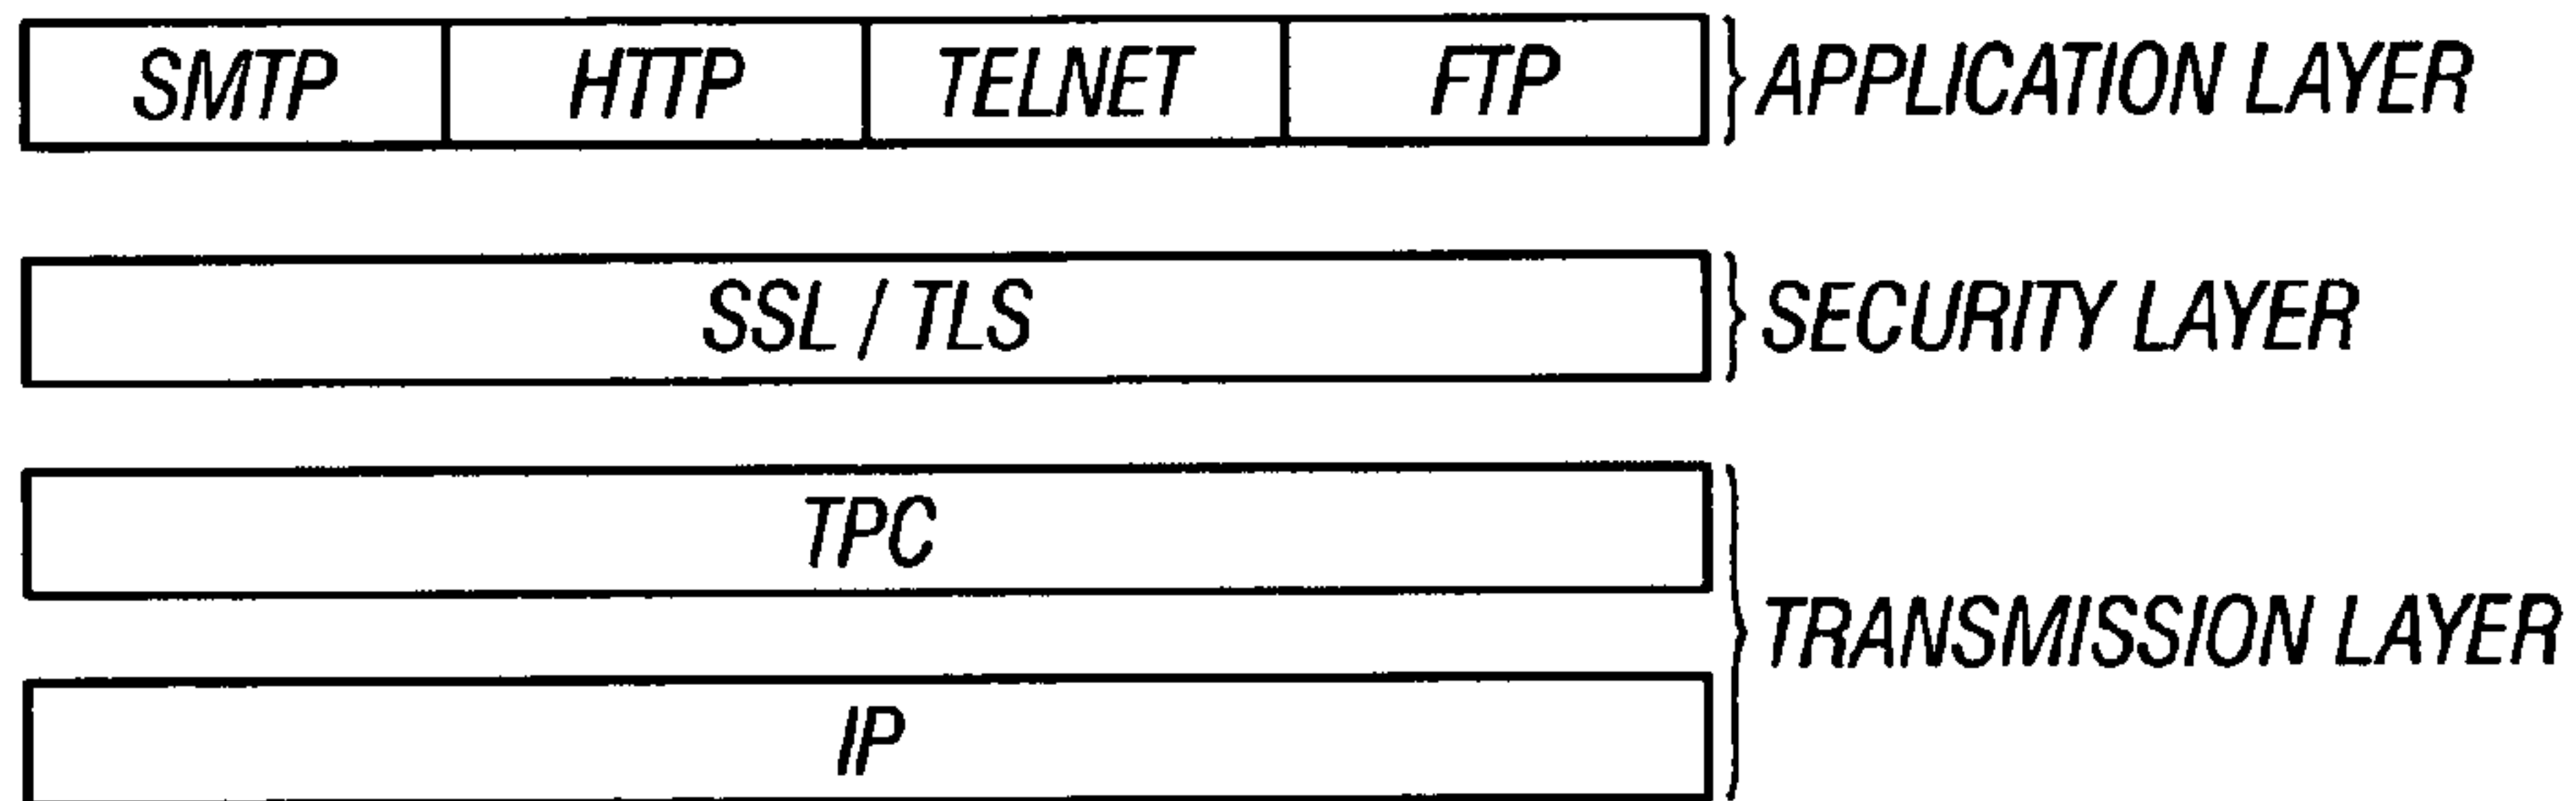 SMTP HTTP TELNET FTP APPLICATION LAYER
SSL / TLS SECURITY LAYER
TPC
TRANSMISSION LAYER
IP